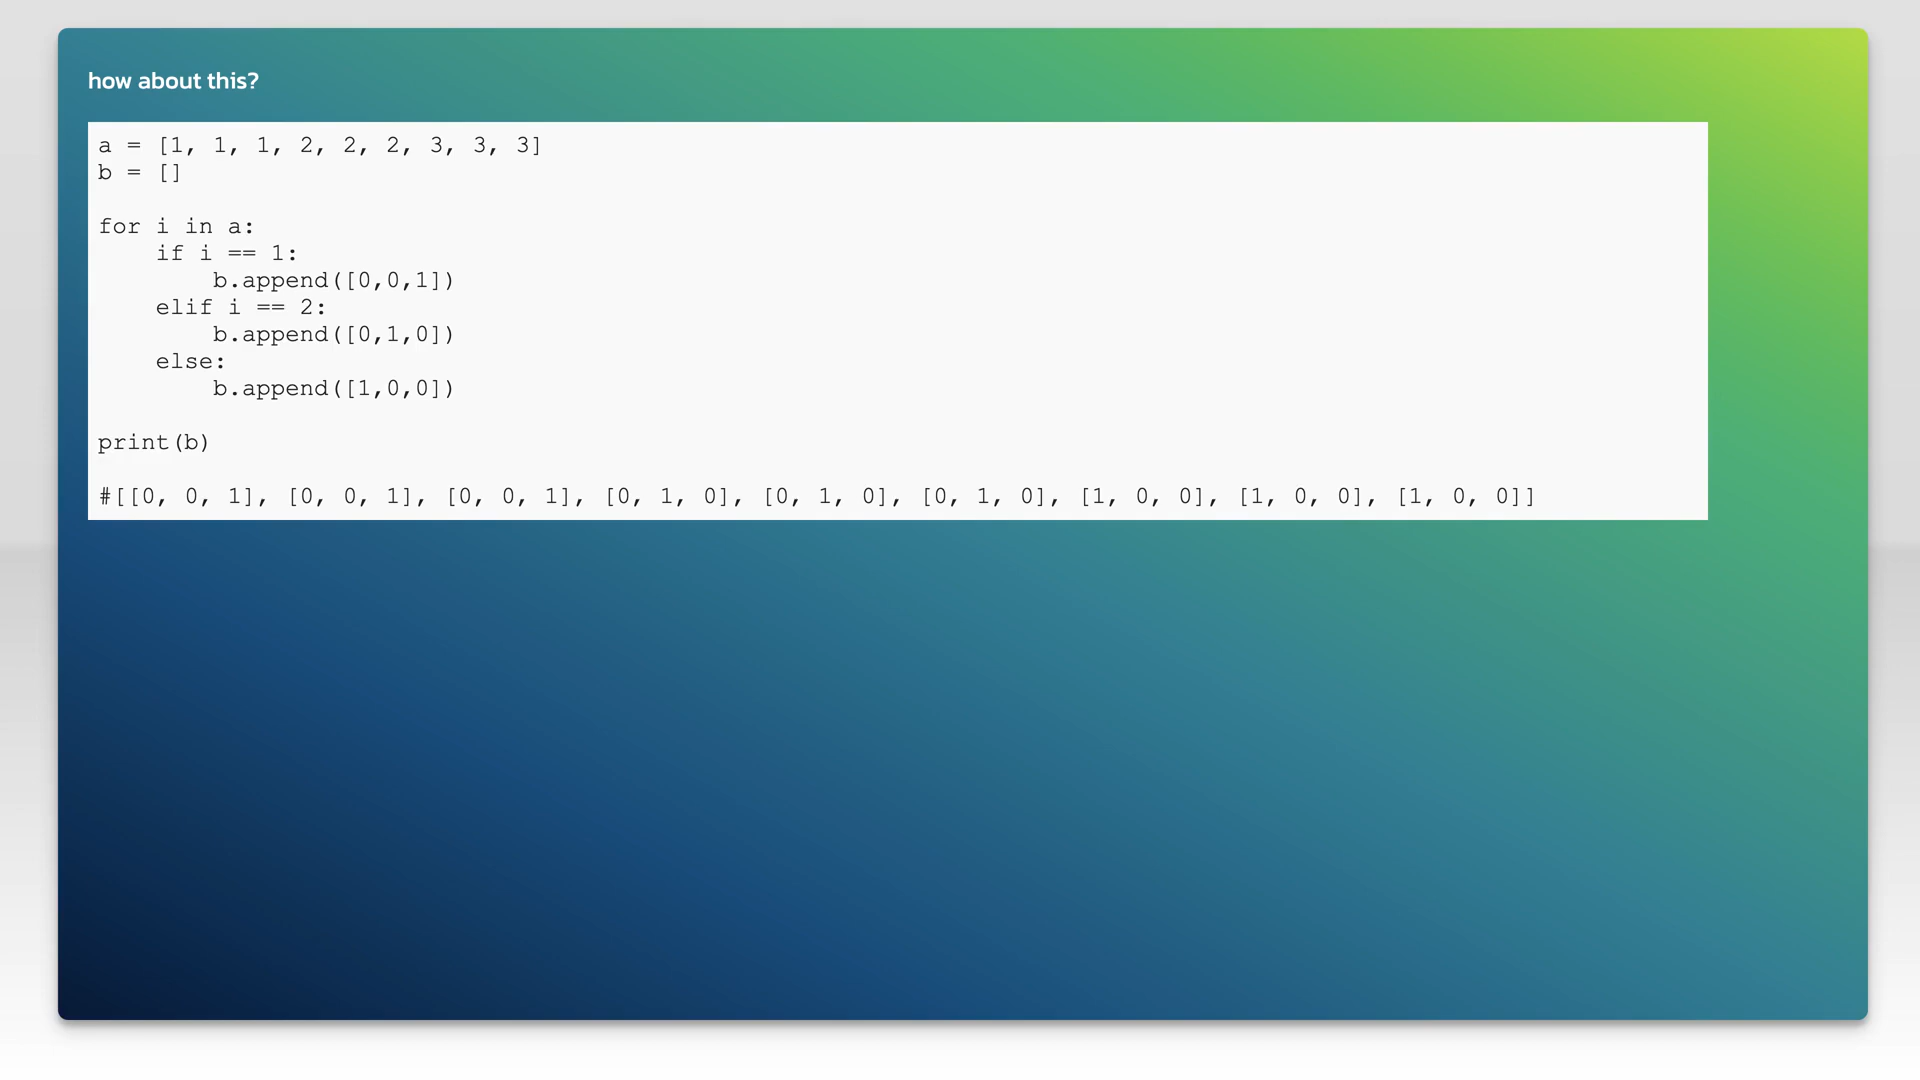 how about this?
a = [1, 1, 1, 2, 2, 2, 3, 3, 3]
b = []
for i in a:
    if i == 1:
        b.append([0,0,1])
    elif i == 2:
        b.append([0,1,0])
    else:
        b.append([1,0,0])
print(b)
#[[0, 0, 1], [0, 0, 1], [0, 0, 1], [0, 1, 0], [0, 1, 0], [0, 1, 0], [1, 0, 0], [1, 0, 0], [1, 0, 0]]